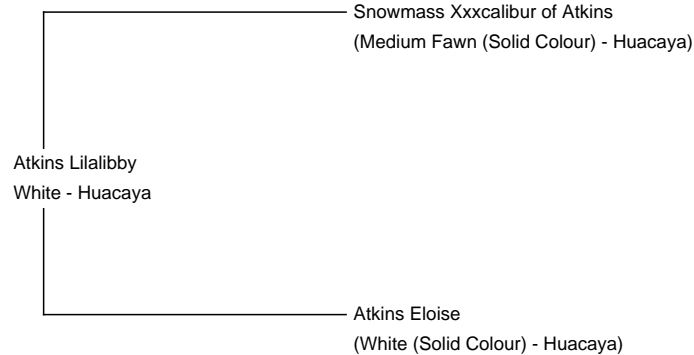 Snowmass Xxxcalibur of Atkins
(Medium Fawn (Solid Colour) - Huacaya)
Atkins Lilalibby
White - Huacaya
Atkins Eloise
(White (Solid Colour) - Huacaya)